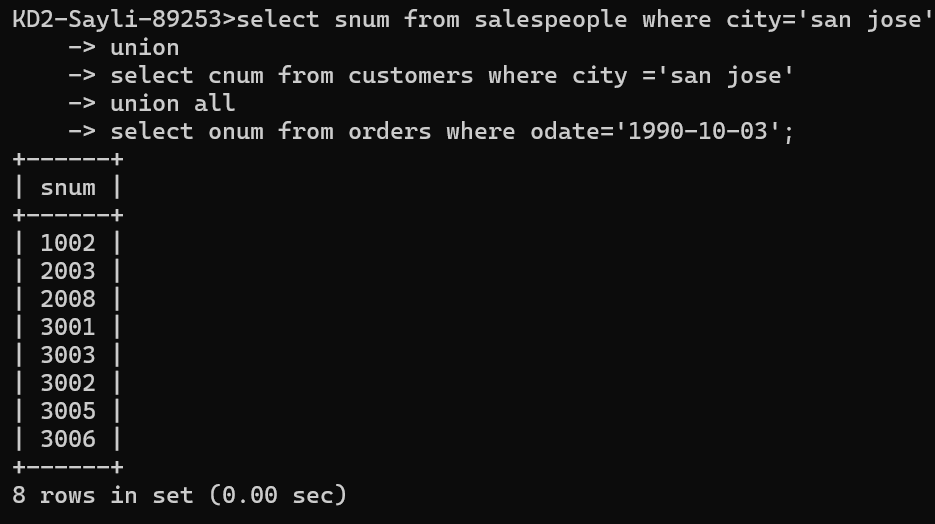 KD2-Sayli-89253>select snum from salespeople where city='san jose'
    -> union
    -> select cnum from customers where city ='san jose'
    -> union all
    -> select onum from orders where odate='1990-10-03';
+------+
| snum |
+------+
| 1002 |
| 2003 |
| 2008 |
| 3001 |
| 3003 |
| 3002 |
| 3005 |
| 3006 |
+------+
8 rows in set (0.00 sec)